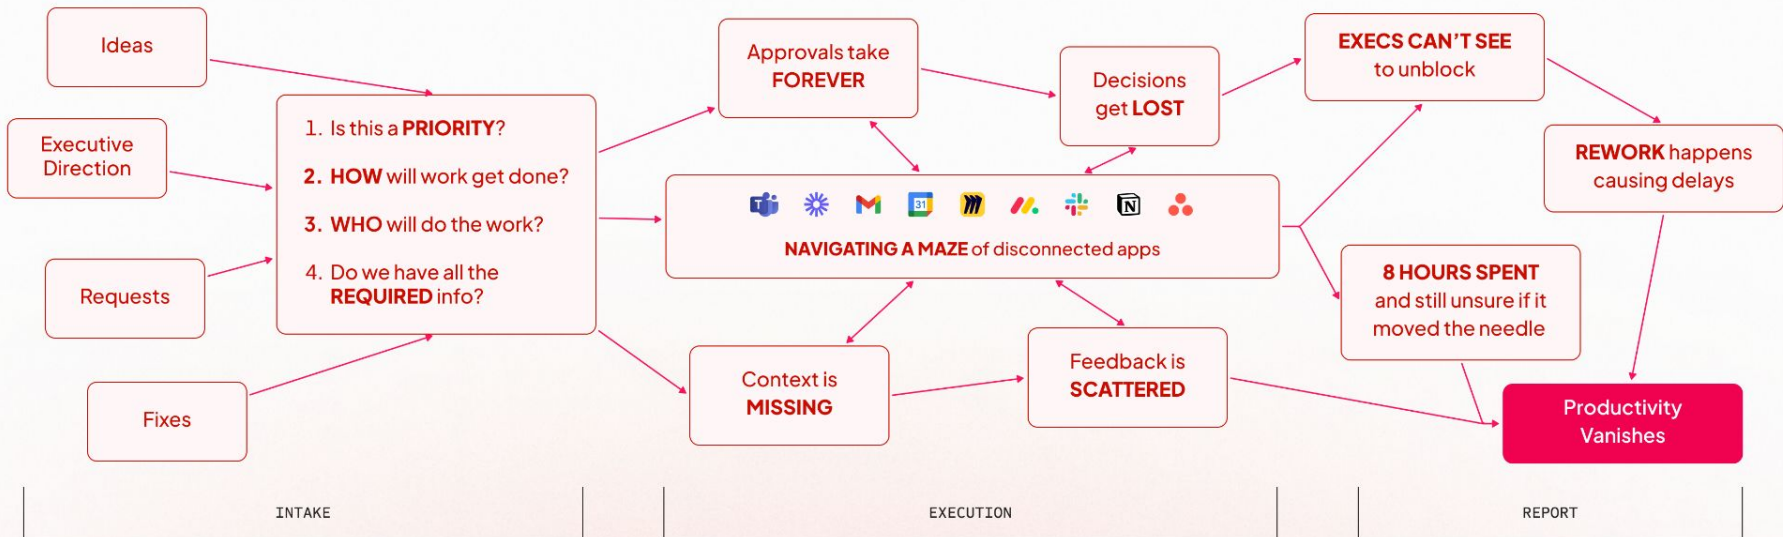 Ideas
Executive
Direction
Requests
Fixes
1. Is this a PRIORITY?
2. HOW will work get done?
3. WHO will do the work?
4. Do we have all the
REQUIRED info?
Approvals take
FOREVER
Decisions
get LOST
31
NAVIGATING A MAZE of disconnected apps
Context is
MISSING
Feedback is
SCATTERED
EXECS CAN'T SEE
to unblock
REWORK happens
causing delays
8 HOURS SPENT
and still unsure if it
moved the needle
Productivity
Vanishes
INTAKE
EXECUTION
REPORT